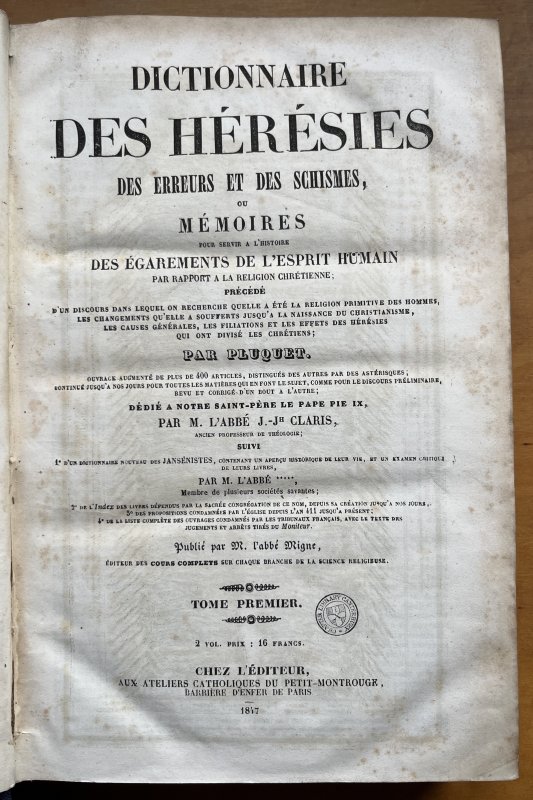 DICTIONNAIRE
DES HÉRÉSIES
DES ERREURS ET DES SCHISMES,
OU
MÉMOIRES
POUR SERVIR A L'HISTOIRE
DES ÉGAREMENTS DE L'ESPRIT HUMAIN
PAR RAPPORT A LA RELIGION CHRÉTIENNE;
PRÉCÉDÉ
D'UN DISCOURS DANS LEQUEL ON RECHERCHE QUELLE A ÉTÉ LA RELIGION PRIMITIVE DES HOMMES,
LES CHANGEMENTS QU'ELLE A SOUFFERTS JUSQU'A LA NAISSANCE DU CHRISTIANISME,
LES CAUSES GÉNÉRALES, LES FILIATIONS ET LES EFFETS DES HÉRÉSIES
QUI ONT DIVISÉ LES CHRÉTIENS;
PAR PLUQUET.
OUVRAGE AUGMENTÉ DE PLUS DE 400 ARTICLES, DISTINGUÉS DES AUTRES PAR DES ASTÉRISQUES;
CONTINUÉ JUSQU'A NOS JOURS POUR TOUTES LES MATIÈRES QUI EN FONT LE SUJET, COMME POUR LE DISCOURS PRÉLIMINAIRE,
REVU ET CORRIGÉ D'UN BOUT A L'AUTRE;
DÉDIÉ A NOTRE SAINT-PÈRE LE PAPE PIE IX,
PAR M. L'ABBÉ J.-JH CLARIS,
ANCIEN PROFESSEUR DE THÉOLOGIE;
SUIVI
1° D'UN DICTIONNAIRE NOUVEAU DES JANSÉNISTES, CONTENANT UN APERÇU HISTORIQUE DE LEUR VIE, ET UN EXAMEN CRITIQUE
DE LEURS LIVRES,
PAR M. L'ABBÉ *****,
Membre de plusieurs sociétés savantes;
2° DE L'Index DES LIVRES DÉFENDUS PAR LA SACRÉE CONGRÉGATION DE CE NOM, DEPUIS SA CRÉATION JUSQU'A NOS JOURS.
3° DES PROPOSITIONS CONDAMNÉES PAR L'ÉGLISE DEPUIS L'AN 411 JUSQU'A PRÉSENT;
4° DE LA LISTE COMPLÈTE DES OUVRAGES CONDAMNÉS PAR LES TRIBUNAUX FRANÇAIS, AVEC LE TEXTE DES
JUGEMENTS ET ARRÊTS TIRÉS DU Moniteur.
Publié par M. l'abbé Migne,
ÉDITEUR DES COURS COMPLETS SUR CHAQUE BRANCHE DE LA SCIENCE RELIGIEUSE.
TOME PREMIER.
2 VOL. PRIX : 16 FRANCS.
CHEZ L'ÉDITEUR,
AUX ATELIERS CATHOLIQUES DU PETIT-MONTROUGE,
BARRIÈRE D'ENFER DE PARIS
1847